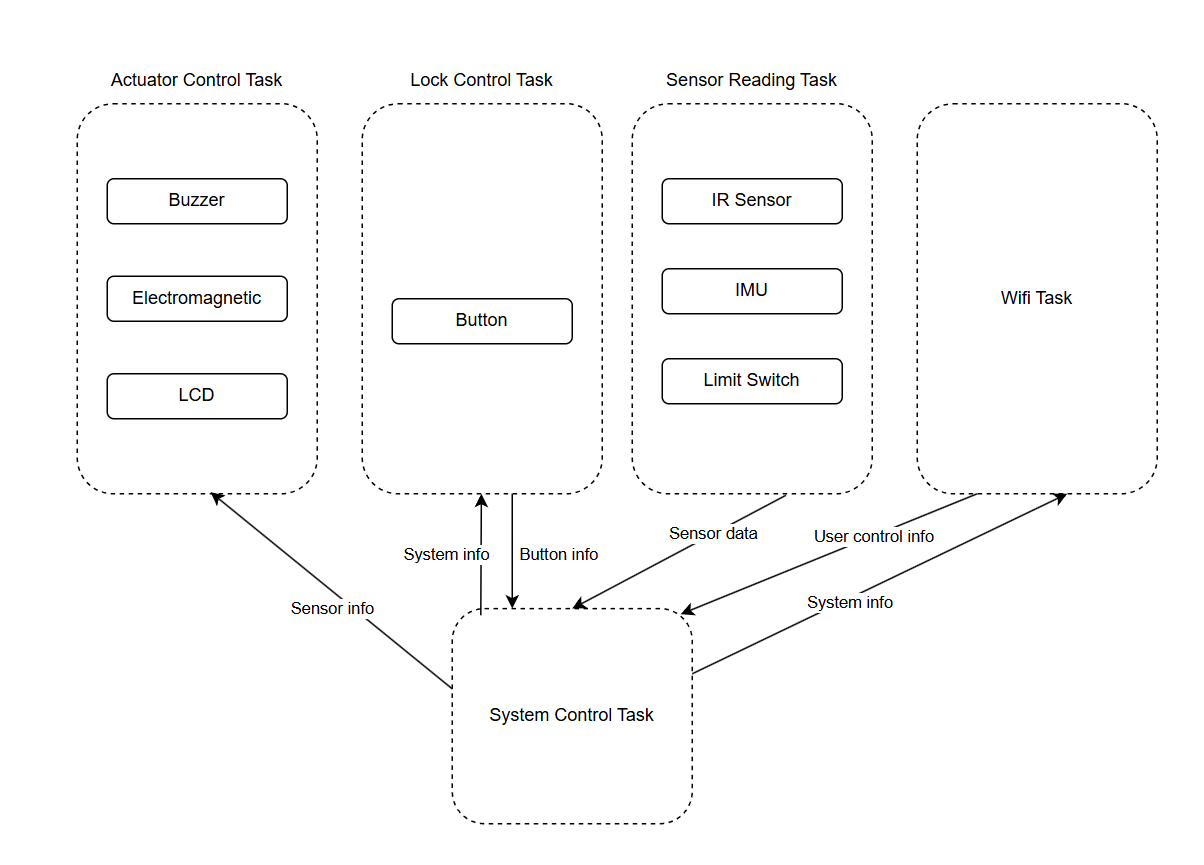 Actuator Control Task
Lock Control Task
Sensor Reading Task
Buzzer
Electromagnetic
LCD
Button
IR Sensor
IMU
Limit Switch
Wifi Task
Sensor info
System info
Button info
Sensor data
User control info
System info
System Control Task